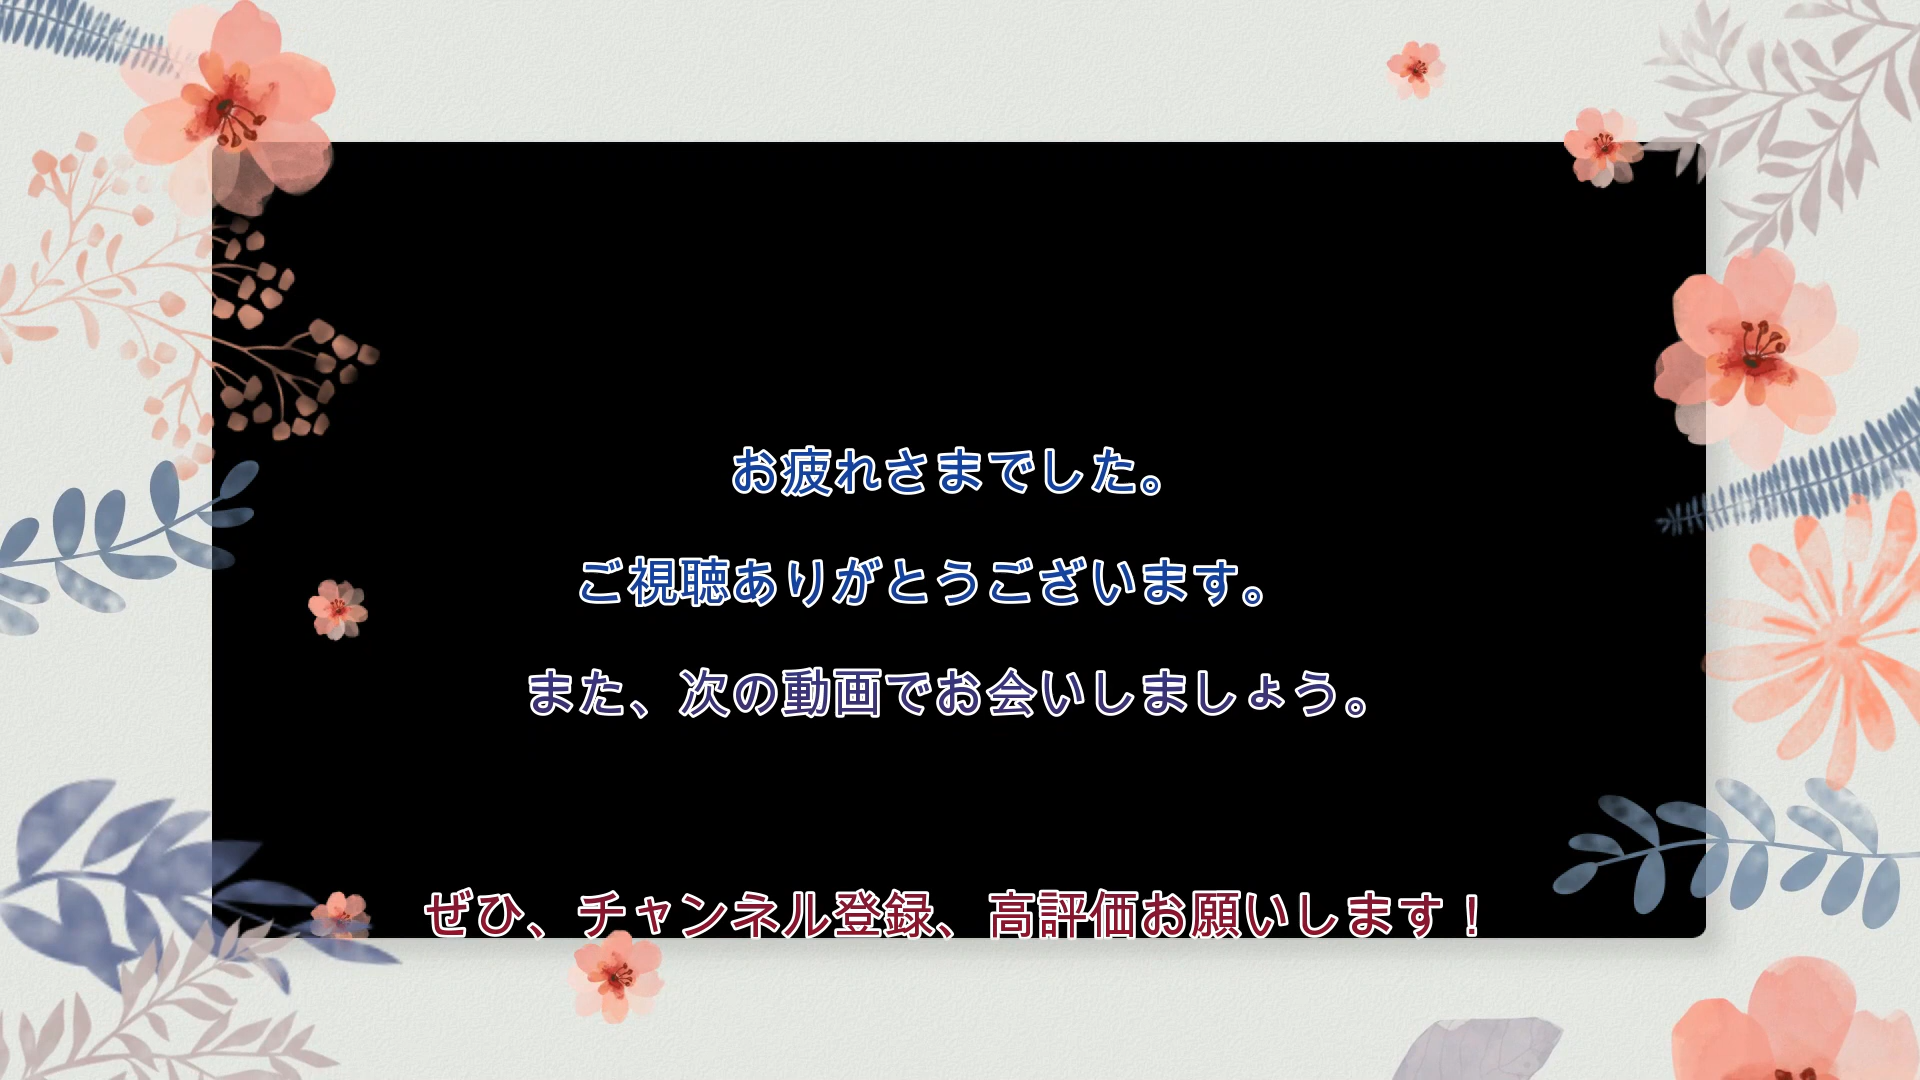 お疲れさまでした。
ご視聴ありがとうございます。
また、次の動画でお会いしましょう。
ぜひ、チャンネル登録、高評価お願いします！